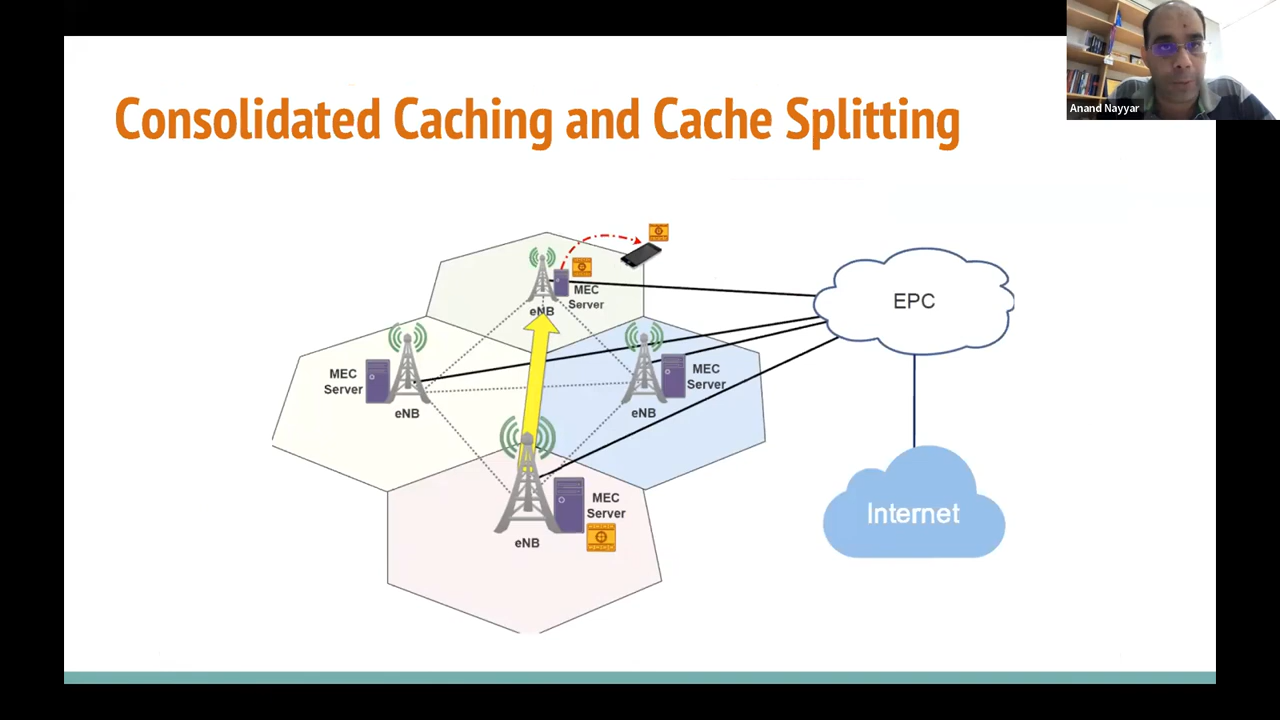 Anand Nayyar
Consolidated Caching and Cache Splitting
MEC
Server
eNB
EPC
MEC
Server
eNB
MEC
Server
eNB
MEC
Server
eNB
Internet